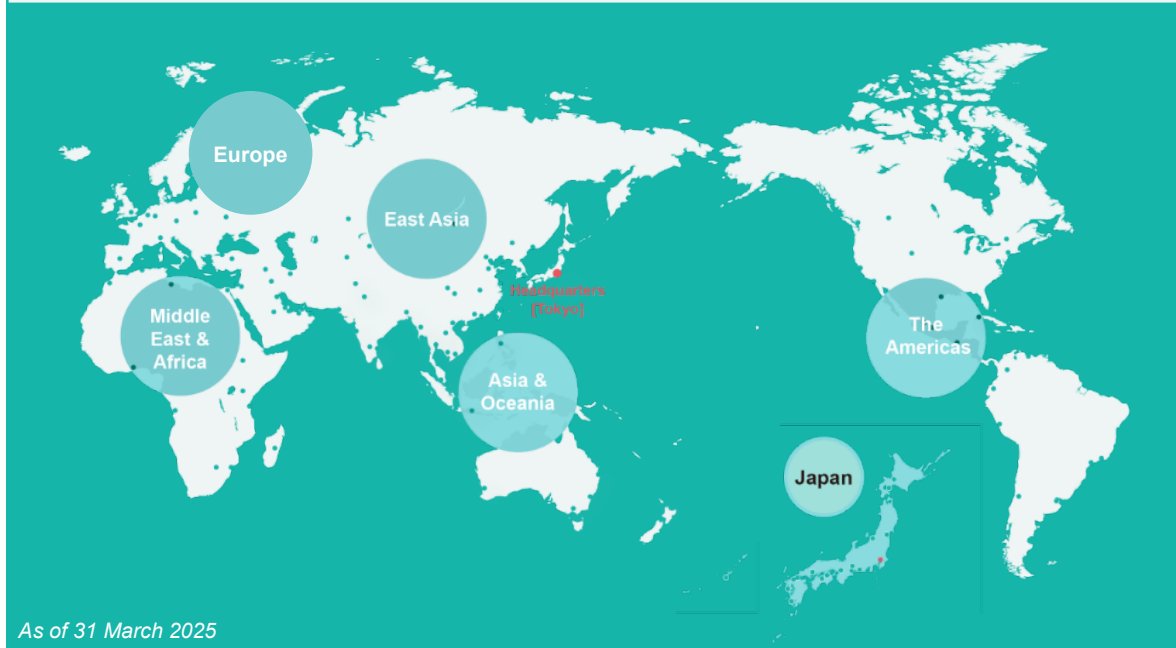 Europe
East Asia
Headquarters
[Tokyo]
Middle
East &
Africa
The
Americas
Asia &
Oceania
Japan
As of 31 March 2025